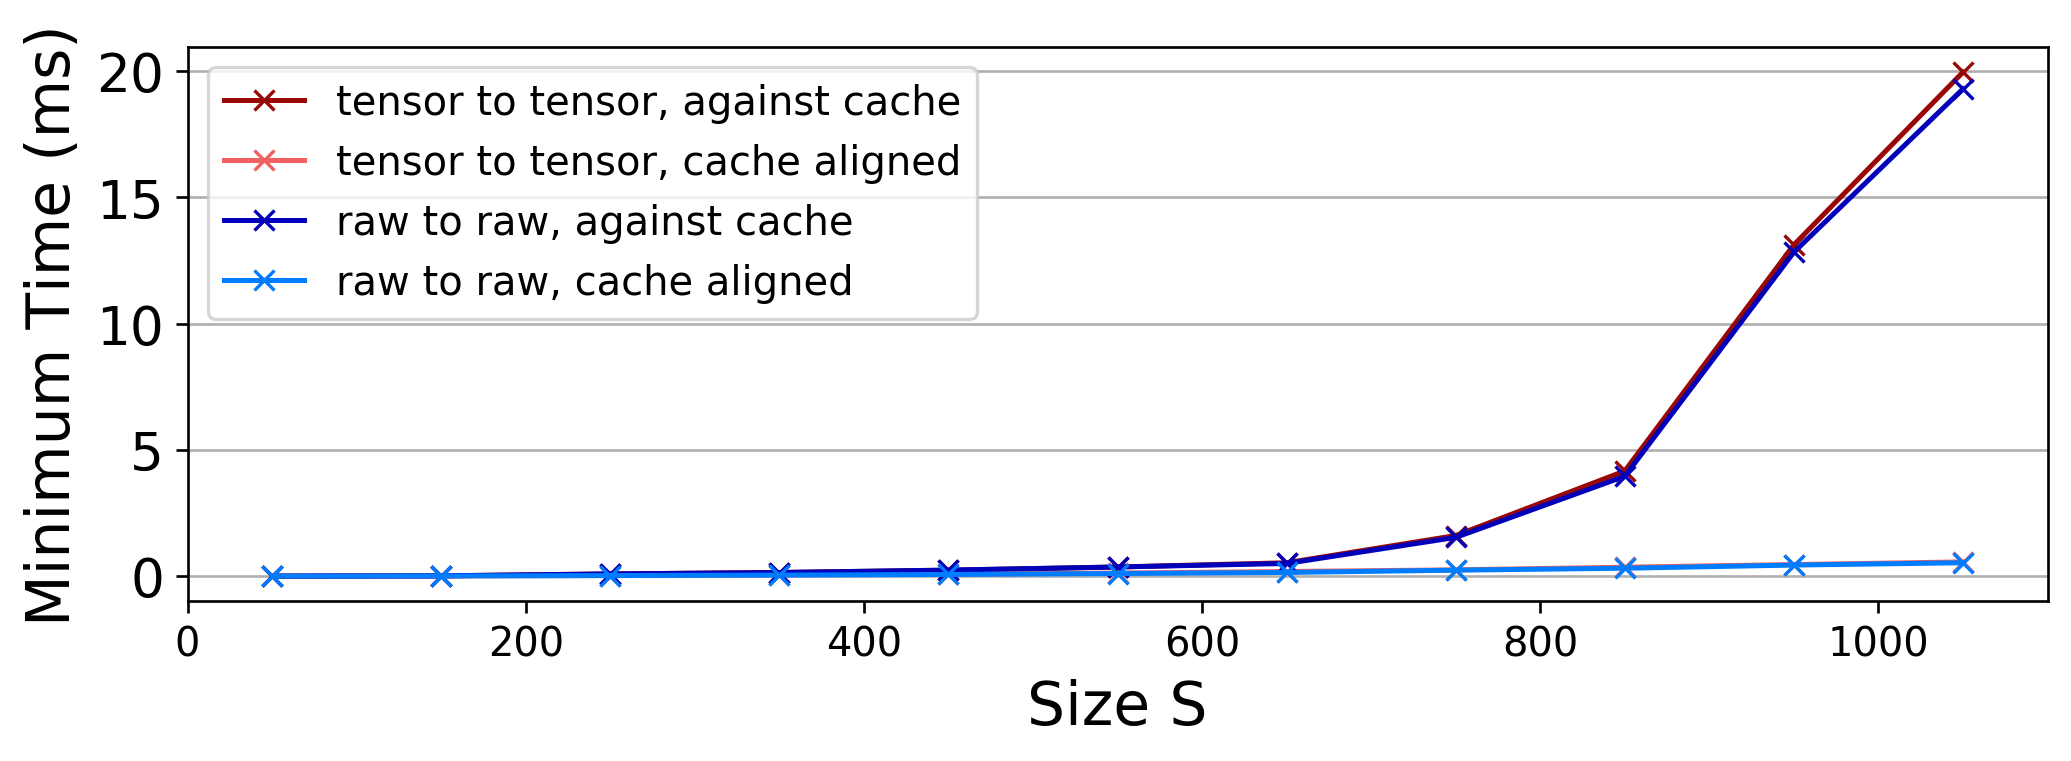 Minimum Time (ms)
20
15
10
5
0
tensor to tensor, against cache
tensor to tensor, cache aligned
raw to raw, against cache
raw to raw, cache aligned
0 200 400 600 800 1000
Size S